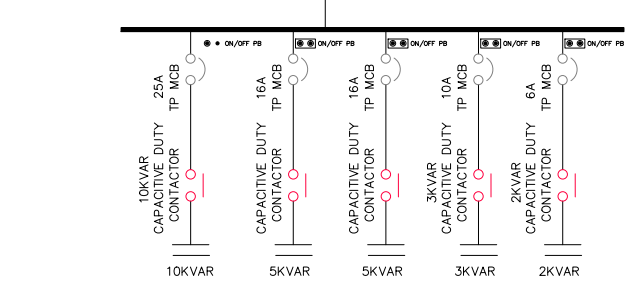 ON/OFF PB ON/OFF PB ON/OFF PB ON/OFF PB ON/OFF PB
25A
TP MCB
16A
TP MCB
16A
TP MCB
10A
TP MCB
6A
TP MCB
10KVAR
CAPACITIVE DUTY
CONTACTOR
CAPACITIVE DUTY
CONTACTOR
CAPACITIVE DUTY
CONTACTOR
3KVAR
CAPACITIVE DUTY
CONTACTOR
2KVAR
CAPACITIVE DUTY
CONTACTOR
10KVAR 5KVAR 5KVAR 3KVAR 2KVAR